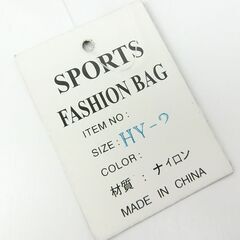 SPORTS
FASHION BAG
ITEM NO:
SIZE: HY-2
COLOR:
材質：ナイロン
MADE IN CHINA